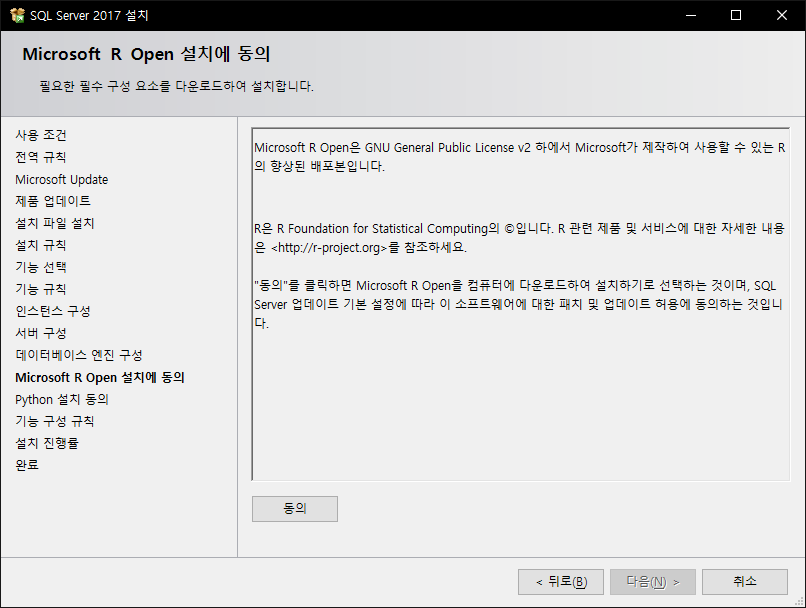 SQL Server 2017 설치
Microsoft R Open 설치에 동의
필요한 필수 구성 요소를 다운로드하여 설치합니다.
사용 조건
전역 규칙
Microsoft Update
제품 업데이트
설치 파일 설치
설치 규칙
기능 선택
기능 규칙
인스턴스 구성
서버 구성
데이터베이스 엔진 구성
Microsoft R Open 설치에 동의
Python 설치 동의
기능 구성 규칙
설치 진행률
완료
Microsoft R Open은 GNU General Public License v2 하에서 Microsoft가 제작하여 사용할 수 있는 R
의 향상된 배포본입니다.
R은 R Foundation for Statistical Computing의 ©입니다. R 관련 제품 및 서비스에 대한 자세한 내용
은 <http://r-project.org>를 참조하세요.
"동의"를 클릭하면 Microsoft R Open을 컴퓨터에 다운로드하여 설치하기로 선택하는 것이며, SQL
Server 업데이트 기본 설정에 따라 이 소프트웨어에 대한 패치 및 업데이트 허용에 동의하는 것입니
다.
동의
< 뒤로(B)
다음(N) >
취소